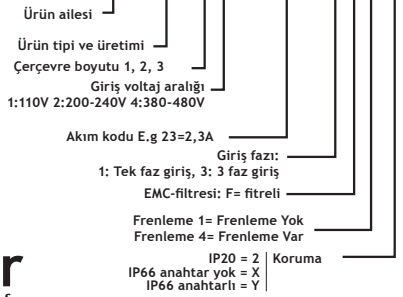 Ürün ailesi
Ürün tipi ve üretimi
Çerçevre boyutu 1, 2, 3
Giriş voltaj aralığı
1:110V 2:200-240V 4:380-480V
Akım kodu E.g 23=2,3A
Giriş fazı:
1: Tek faz giriş, 3: 3 faz giriş
EMC-filtresi: F= fitreli
Frenleme 1= Frenleme Yok
Frenleme 4= Frenleme Var
IP20 = 2 | Koruma
IP66 anahtar yok = X
IP66 anahtarlı = Y
r